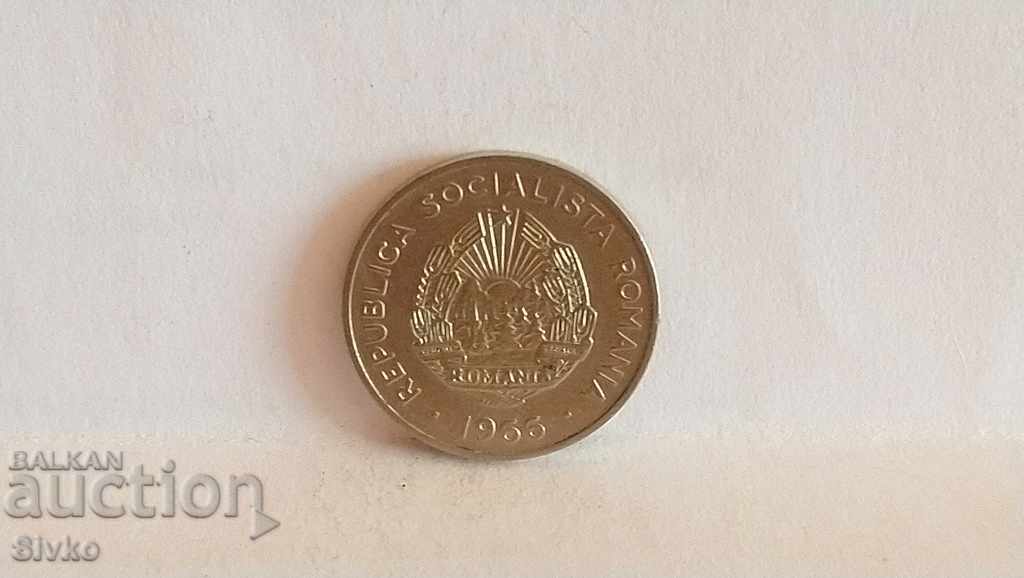 REPUBLICA SOCIALISTA ROMANIA
ROMANIA
· 1966 ·
BALKAN
auction
Sivko